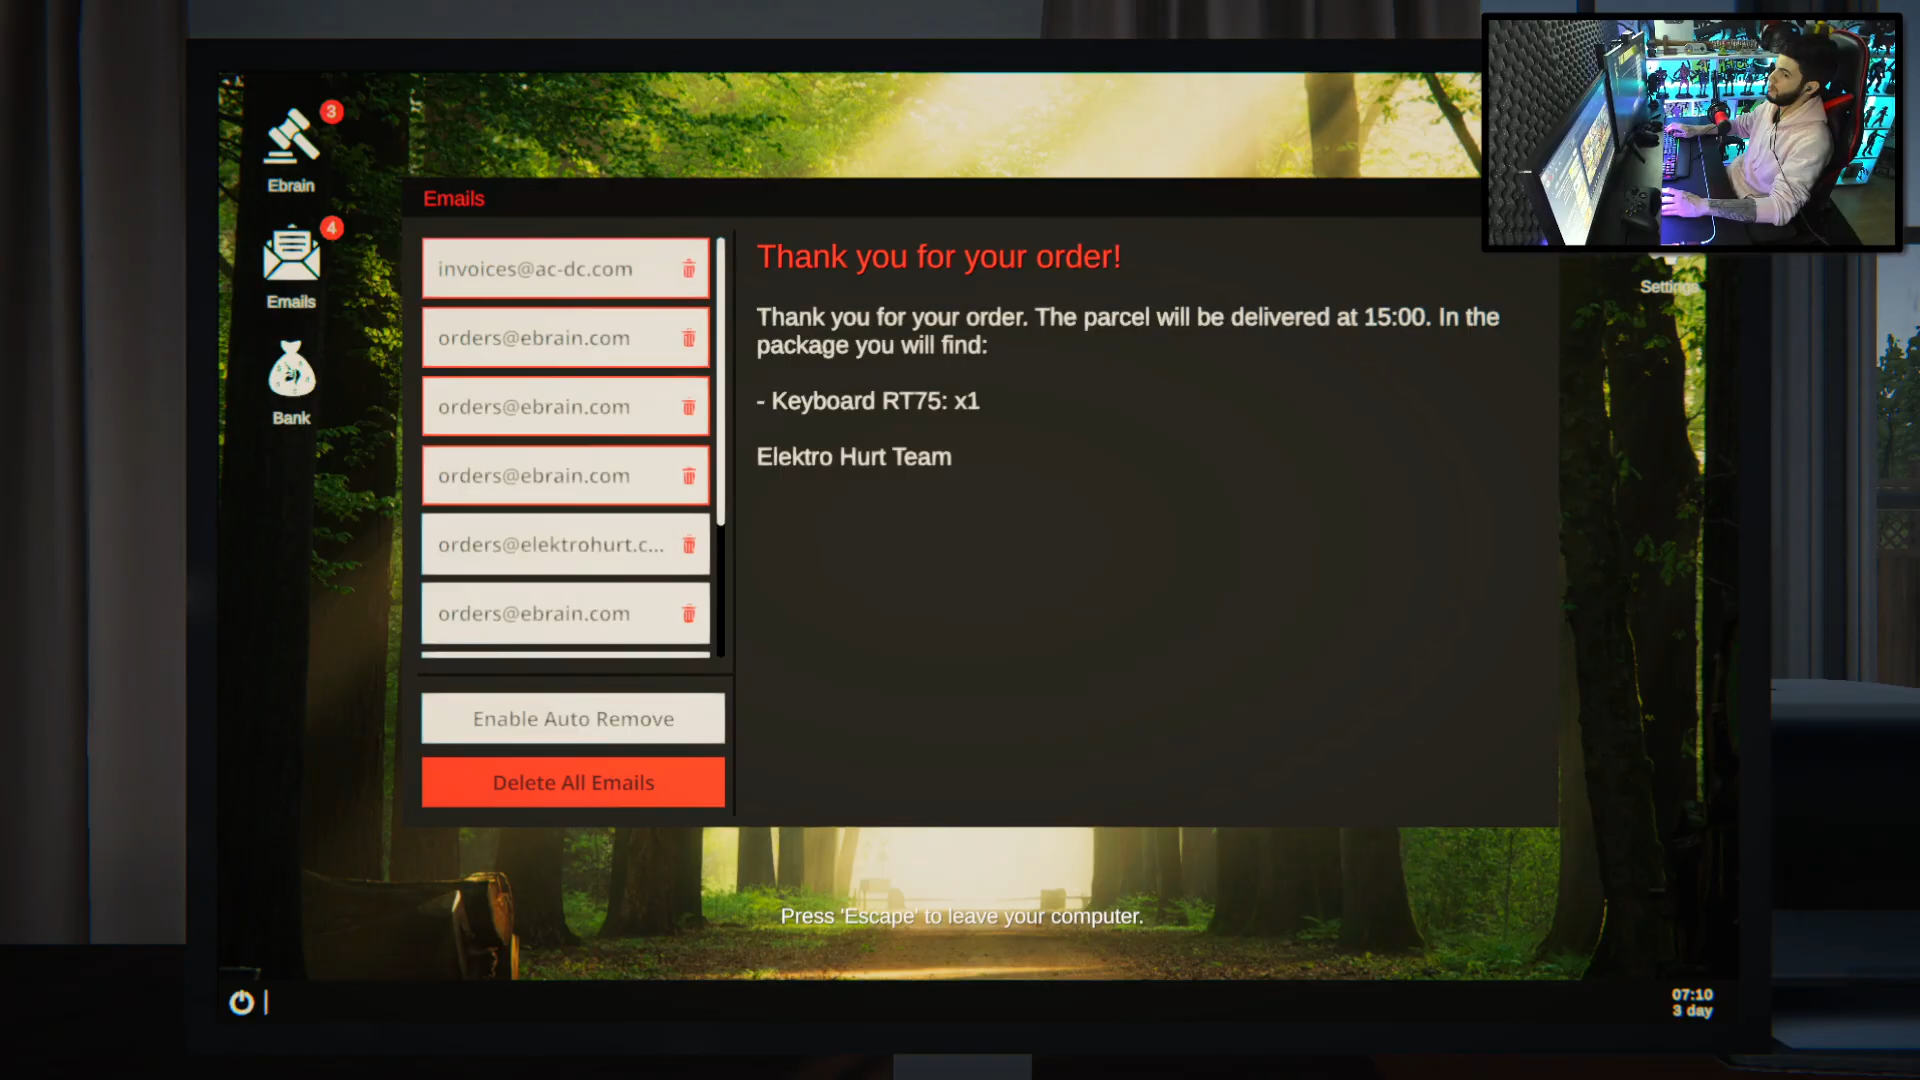 3
Ebrain
4
Emails
Bank
Emails
invoices@ac-dc.com
orders@ebrain.com
orders@ebrain.com
orders@ebrain.com
orders@elektrohurt.c...
orders@ebrain.com
Enable Auto Remove
Delete All Emails
Thank you for your order!
Thank you for your order. The parcel will be delivered at 15:00. In the
package you will find:
- Keyboard RT75: x1
Elektro Hurt Team
Settings
Press 'Escape' to leave your computer.
07:10
3 day